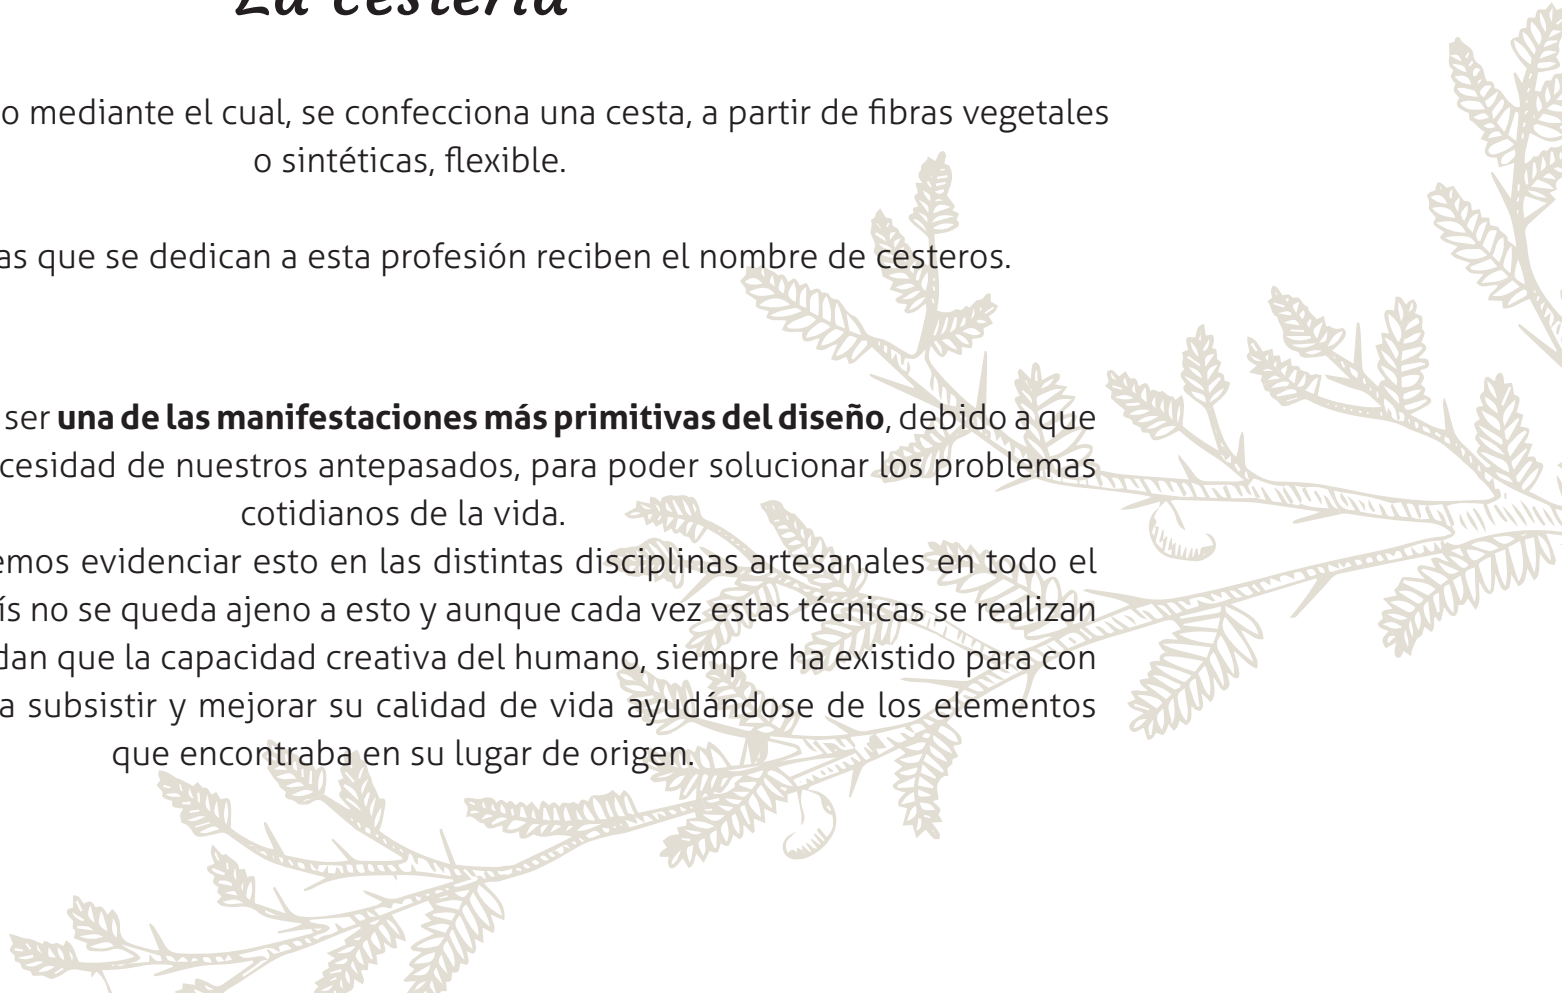 La cestería
o mediante el cual, se confecciona una cesta, a partir de fibras vegetales
o sintéticas, flexible.
as que se dedican a esta profesión reciben el nombre de cesteros.
ser una de las manifestaciones más primitivas del diseño, debido a que
cesidad de nuestros antepasados, para poder solucionar los problemas
cotidianos de la vida.
emos evidenciar esto en las distintas disciplinas artesanales en todo el
ís no se queda ajeno a esto y aunque cada vez estas técnicas se realizan
dan que la capacidad creativa del humano, siempre ha existido para con
a subsistir y mejorar su calidad de vida ayudándose de los elementos
que encontraba en su lugar de origen.